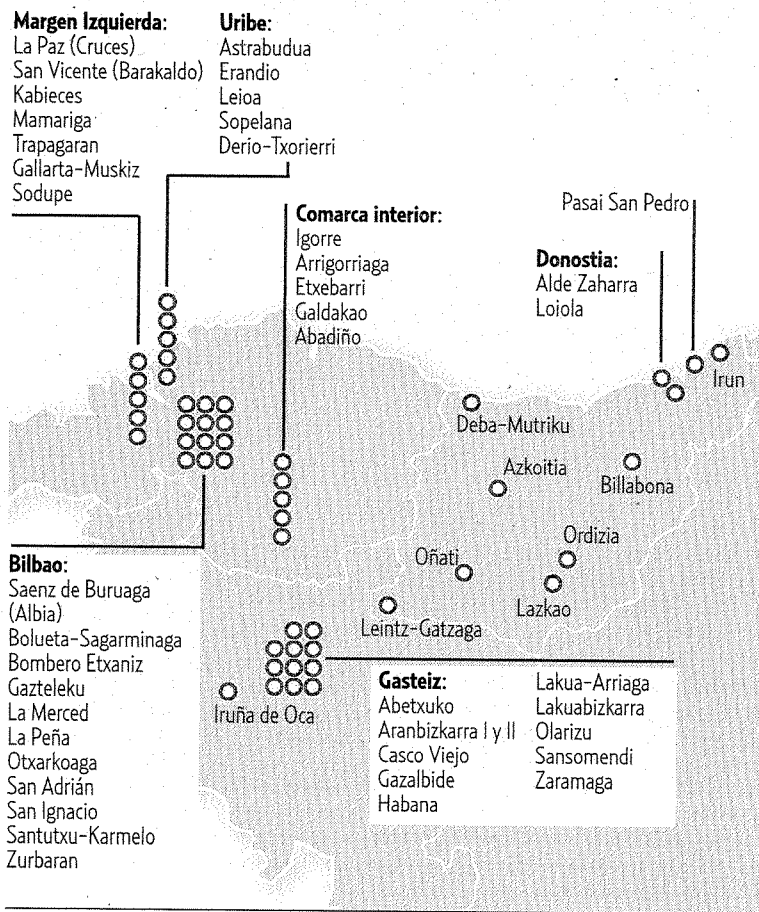 Margen Izquierda:
La Paz (Cruces)
San Vicente (Barakaldo)
Kabieces
Mamariga
Trapagaran
Gallarta-Muskiz
Sodupe
Uribe:
Astrabudua
Erandio
Leioa
Sopelana
Derio-Txorierri
Comarca interior:
Igorre
Arrigorriaga
Etxebarri
Galdakao
Abadiño
Pasai San Pedro
Donostia:
Alde Zaharra
Loiola
Irun
Deba-Mutriku
Azkoitia
Billabona
Ordizia
Oñati
Lazkao
Leintz-Gatzaga
Iruña de Oca
Bilbao:
Saenz de Buruaga
(Albia)
Bolueta-Sagarminaga
Bombero Etxaniz
Gazteleku
La Merced
La Peña
Otxarkoaga
San Adrián
San Ignacio
Santutxu-Karmelo
Zurbaran
Gasteiz:
Abetxuko
Aranbizkarra I y II
Casco Viejo
Gazalbide
Habana
Lakua-Arriaga
Lakuabizkarra
Olarizu
Sansomendi
Zaramaga